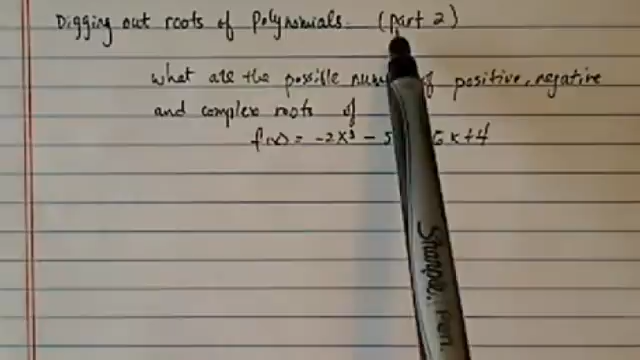 Digging out roots of Polynomials. (part 2)
what are the possible of positive, negative
and complex roots of
f(x) = -2x³ - 5 x+4
Sharpie. Pen.